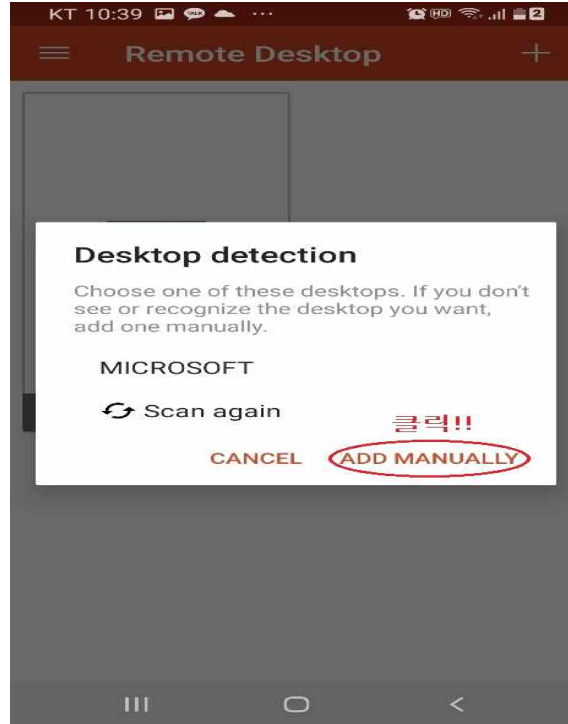 KT 10:39
Remote Desktop
Desktop detection
Choose one of these desktops. If you don't
see or recognize the desktop you want,
add one manually.
MICROSOFT
Scan again
클릭!!
CANCEL ADD MANUALLY